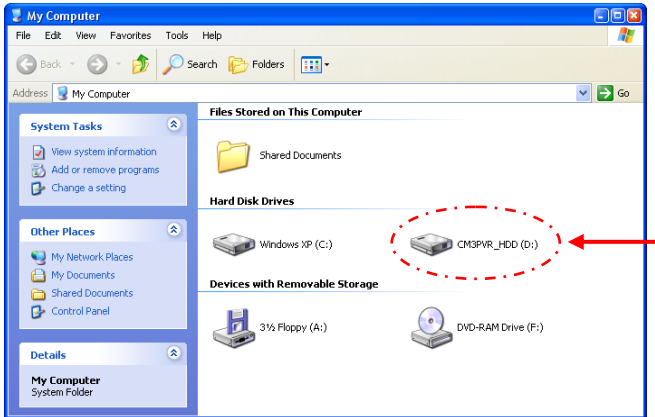 My Computer
File Edit View Favorites Tools Help
Back Search Folders
Address My Computer Go
System Tasks
View system information
Add or remove programs
Change a setting
Other Places
My Network Places
My Documents
Shared Documents
Control Panel
Details
My Computer
System Folder
Files Stored on This Computer
Shared Documents
Hard Disk Drives
Windows XP (C:) CM3PVR_HDD (D:)
Devices with Removable Storage
3½ Floppy (A:) DVD-RAM Drive (F:)